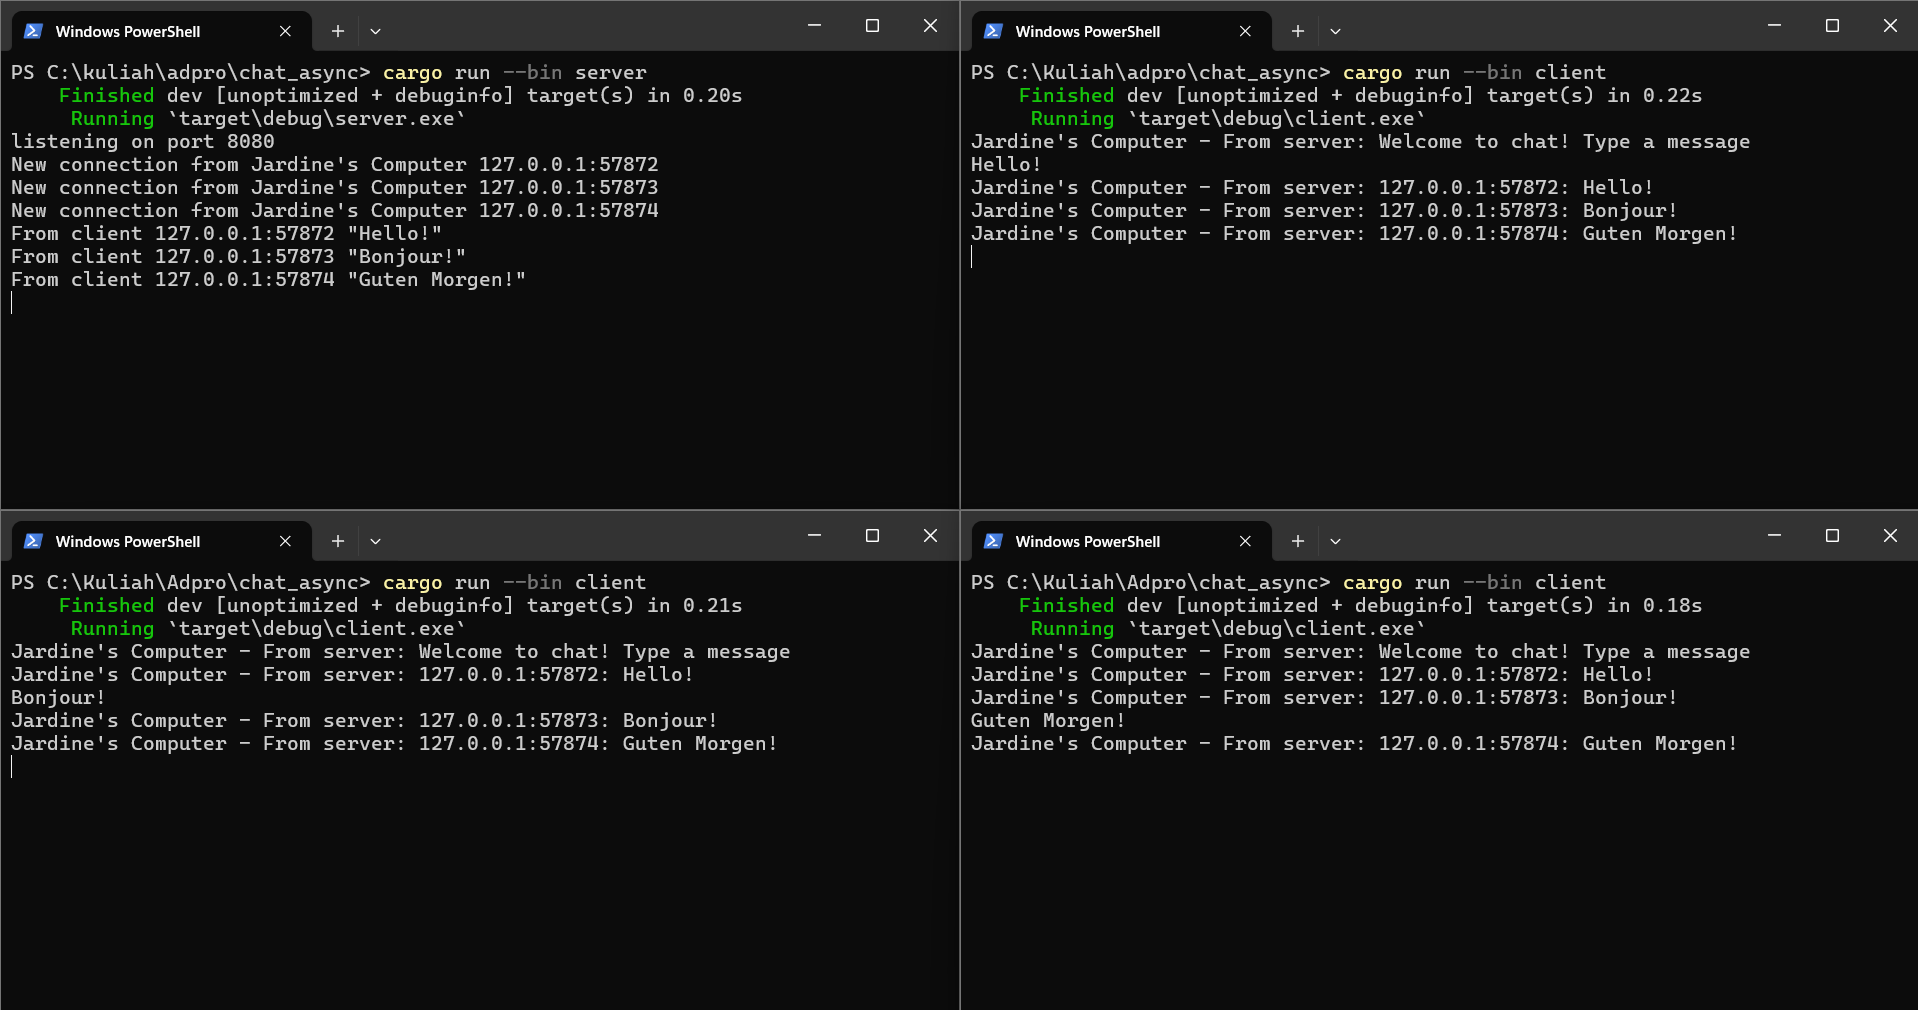 Windows PowerShell
PS C:\kuliah\adpro\chat_async> cargo run --bin server
Finished dev [unoptimized + debuginfo] target(s) in 0.20s
Running `target\debug\server.exe`
listening on port 8080
New connection from Jardine's Computer 127.0.0.1:57872
New connection from Jardine's Computer 127.0.0.1:57873
New connection from Jardine's Computer 127.0.0.1:57874
From client 127.0.0.1:57872 "Hello!"
From client 127.0.0.1:57873 "Bonjour!"
From client 127.0.0.1:57874 "Guten Morgen!"
Windows PowerShell
PS C:\Kuliah\adpro\chat_async> cargo run --bin client
Finished dev [unoptimized + debuginfo] target(s) in 0.22s
Running `target\debug\client.exe`
Jardine's Computer - From server: Welcome to chat! Type a message
Hello!
Jardine's Computer - From server: 127.0.0.1:57872: Hello!
Jardine's Computer - From server: 127.0.0.1:57873: Bonjour!
Jardine's Computer - From server: 127.0.0.1:57874: Guten Morgen!
Windows PowerShell
PS C:\Kuliah\Adpro\chat_async> cargo run --bin client
Finished dev [unoptimized + debuginfo] target(s) in 0.21s
Running `target\debug\client.exe`
Jardine's Computer - From server: Welcome to chat! Type a message
Jardine's Computer - From server: 127.0.0.1:57872: Hello!
Bonjour!
Jardine's Computer - From server: 127.0.0.1:57873: Bonjour!
Jardine's Computer - From server: 127.0.0.1:57874: Guten Morgen!
Windows PowerShell
PS C:\Kuliah\Adpro\chat_async> cargo run --bin client
Finished dev [unoptimized + debuginfo] target(s) in 0.18s
Running `target\debug\client.exe`
Jardine's Computer - From server: Welcome to chat! Type a message
Jardine's Computer - From server: 127.0.0.1:57872: Hello!
Jardine's Computer - From server: 127.0.0.1:57873: Bonjour!
Guten Morgen!
Jardine's Computer - From server: 127.0.0.1:57874: Guten Morgen!